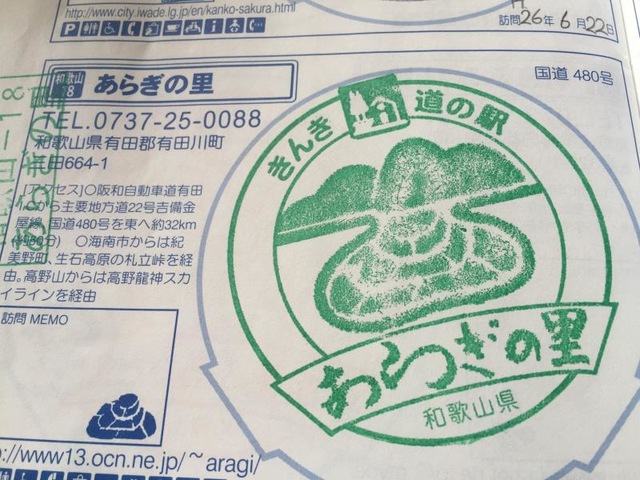 http://www.city.iwade.lg.jp/en/kanko-sakura.html
訪問 H26年 6月22日
和歌山
8
あらぎの里
国道 480号
TEL.0737-25-0088
和歌山県有田郡有田川町
664-1
[アクセス]○阪和自動車道有田
から主要地方道22号吉備金
屋線、国道480号を東へ約32km
○海南市からは紀
美野町、生石高原の札立峠を経
由。高野山からは高野龍神スカ
イラインを経由
訪問 MEMO
http://www13.ocn.ne.jp/~aragi/
きんき 道の駅
あらぎの里
和歌山県